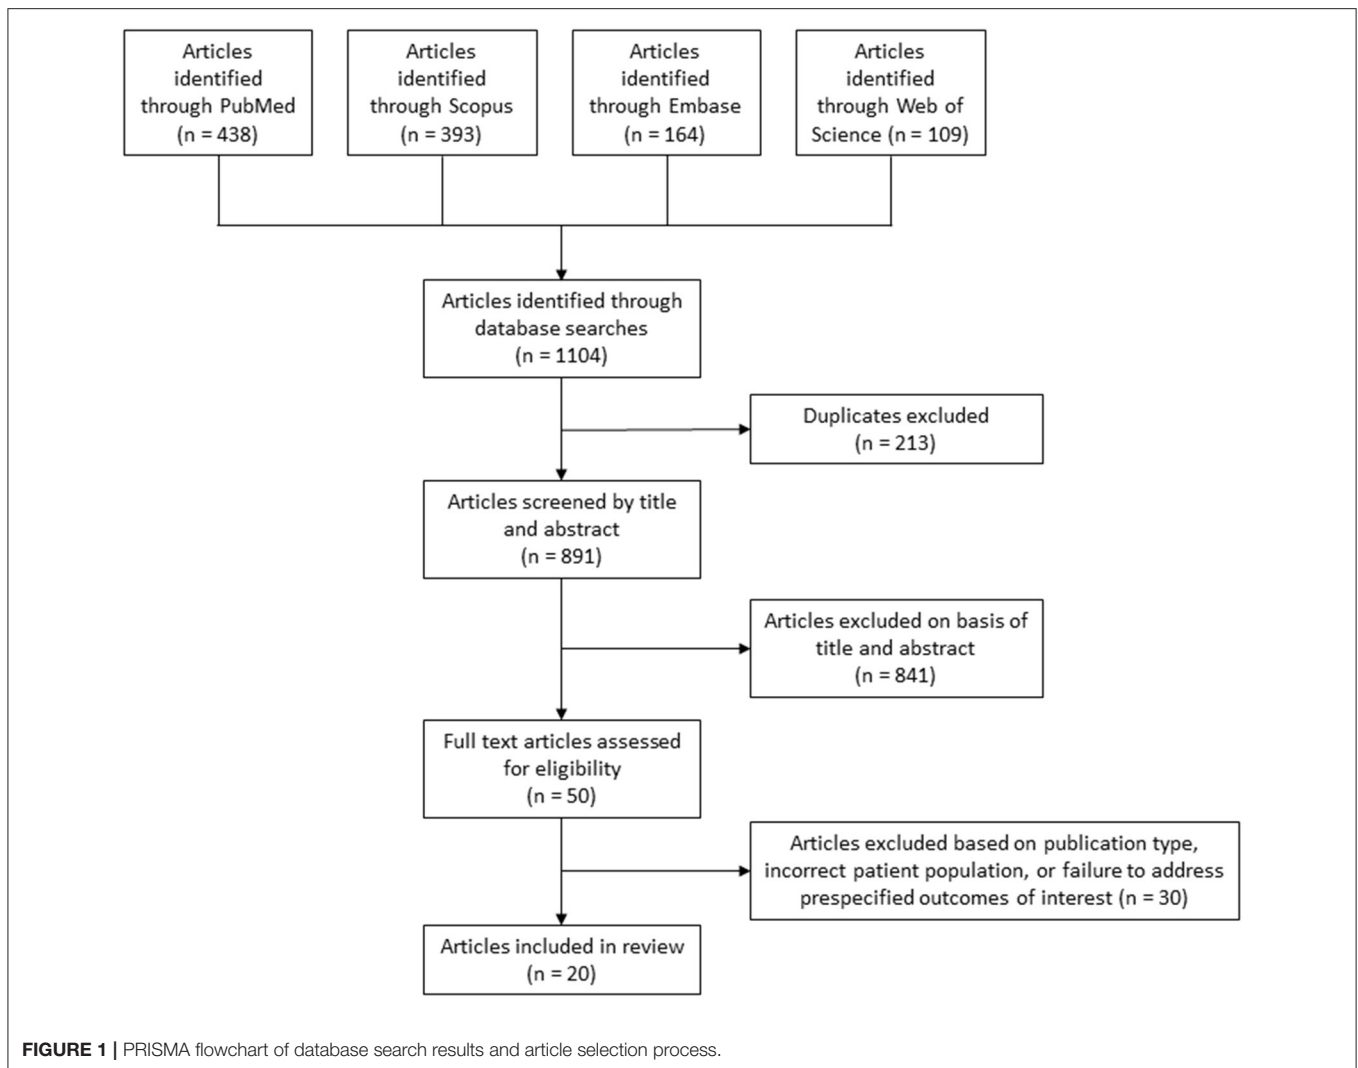 Articles
identified
through PubMed
(n = 438)
Articles
identified
through Scopus
(n = 393)
Articles
identified
through Embase
(n = 164)
Articles
identified
through Web of
Science (n = 109)
Articles identified through
database searches
(n = 1104)
Duplicates excluded
(n = 213)
Articles screened by title
and abstract
(n = 891)
Articles excluded on basis of
title and abstract
(n = 841)
Full text articles assessed
for eligibility
(n = 50)
Articles excluded based on publication type,
incorrect patient population, or failure to address
prespecified outcomes of interest (n = 30)
Articles included in review
(n = 20)
FIGURE 1 | PRISMA flowchart of database search results and article selection process.